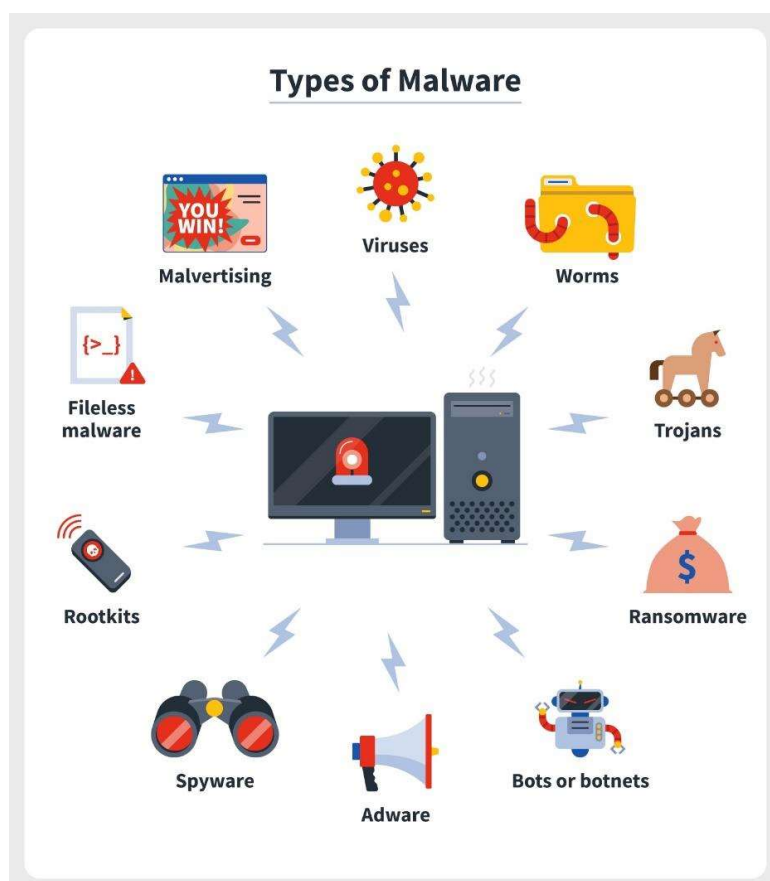 Types of Malware
YOU
WIN!
Malvertising
Viruses
Worms
{>_}
!
Fileless
malware
Trojans
Rootkits
$
Ransomware
Spyware
Adware
Bots or botnets